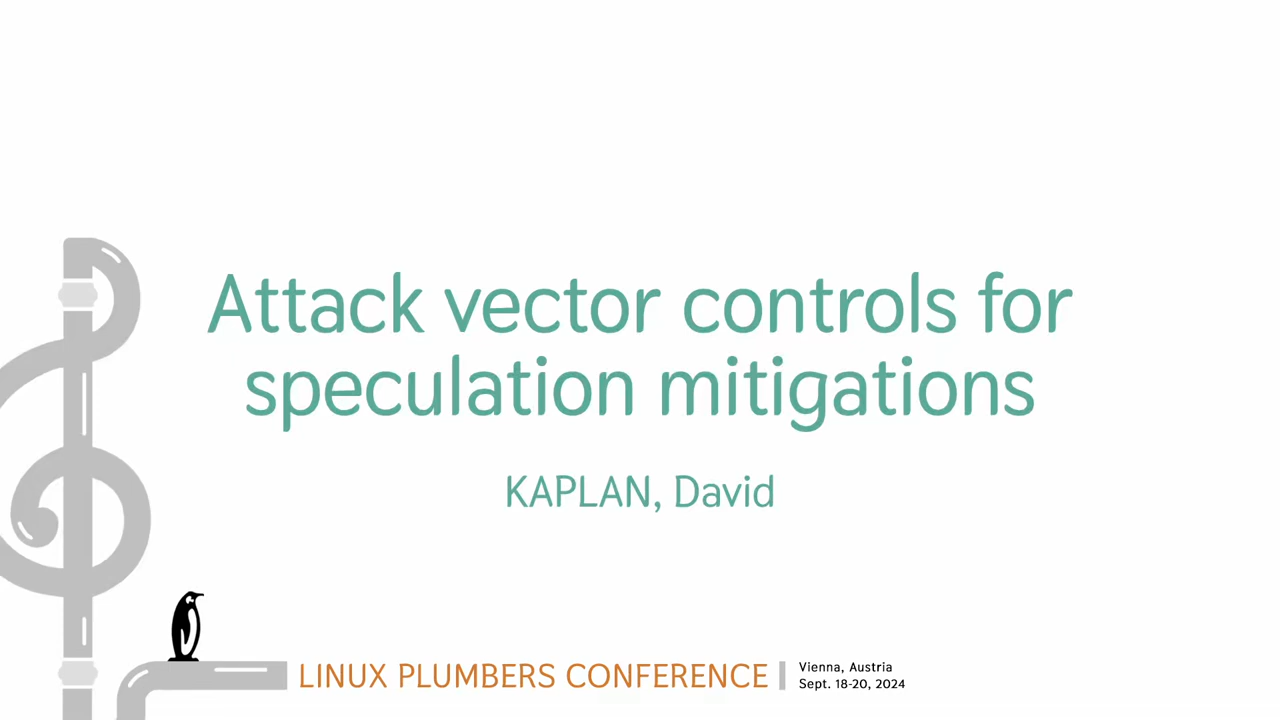 Attack vector controls for
speculation mitigations
KAPLAN, David
LINUX PLUMBERS CONFERENCE
Vienna, Austria
Sept. 18-20, 2024